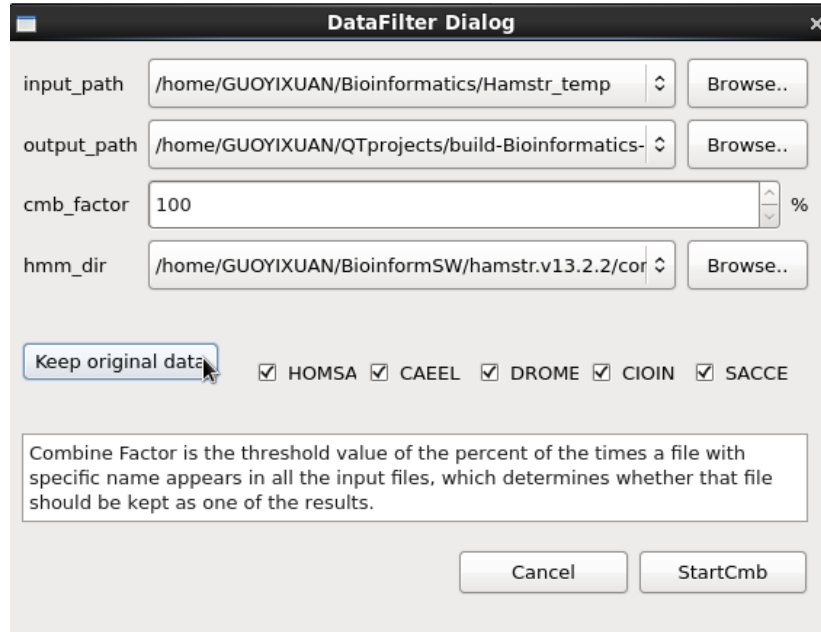 DataFilter Dialog
input_path /home/GUOYIXUAN/Bioinformatics/Hamstr_temp Browse..
output_path /home/GUOYIXUAN/QTprojects/build-Bioinformatics- Browse..
cmb_factor 100 %
hmm_dir /home/GUOYIXUAN/BioinformSW/hamstr.v13.2.2/cor Browse..
Keep original data HOMSA CAEEL DROME CIOIN SACCE
Combine Factor is the threshold value of the percent of the times a file with
specific name appears in all the input files, which determines whether that file
should be kept as one of the results.
Cancel StartCmb